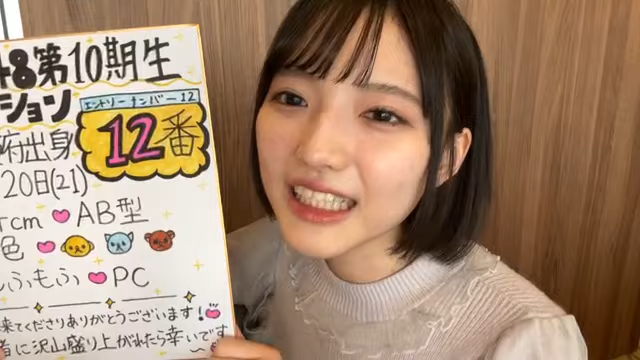 48第10期生
ション
エントリーナンバー12
12番
府出身
20日(21)
cm AB型
色
もふもふ PC
来てくださりありがとうございます!
者に沢山盛り上がれたら幸いです